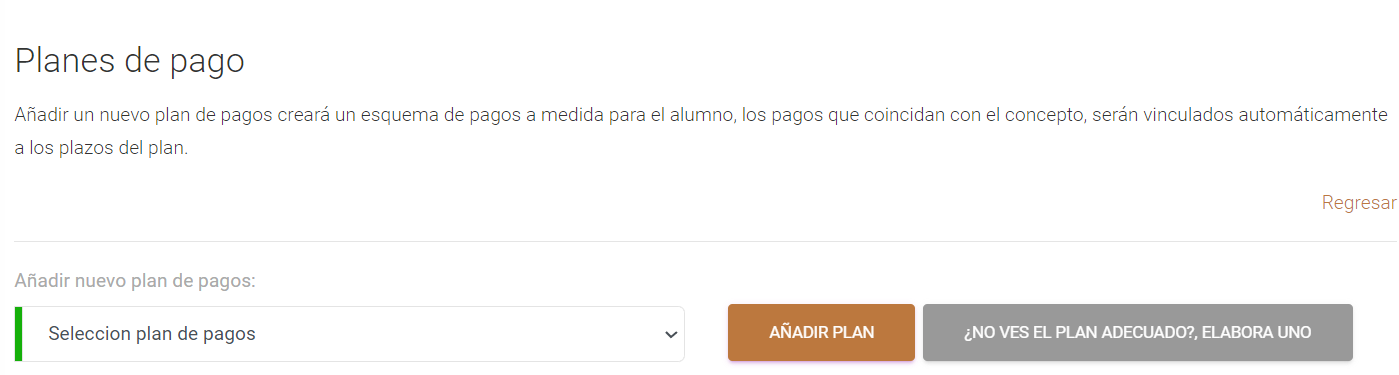 Planes de pago
Añadir un nuevo plan de pagos creará un esquema de pagos a medida para el alumno, los pagos que coincidan con el concepto, serán vinculados automáticamente
a los plazos del plan.
Regresar
Añadir nuevo plan de pagos:
Seleccion plan de pagos
AÑADIR PLAN
¿NO VES EL PLAN ADECUADO?, ELABORA UNO